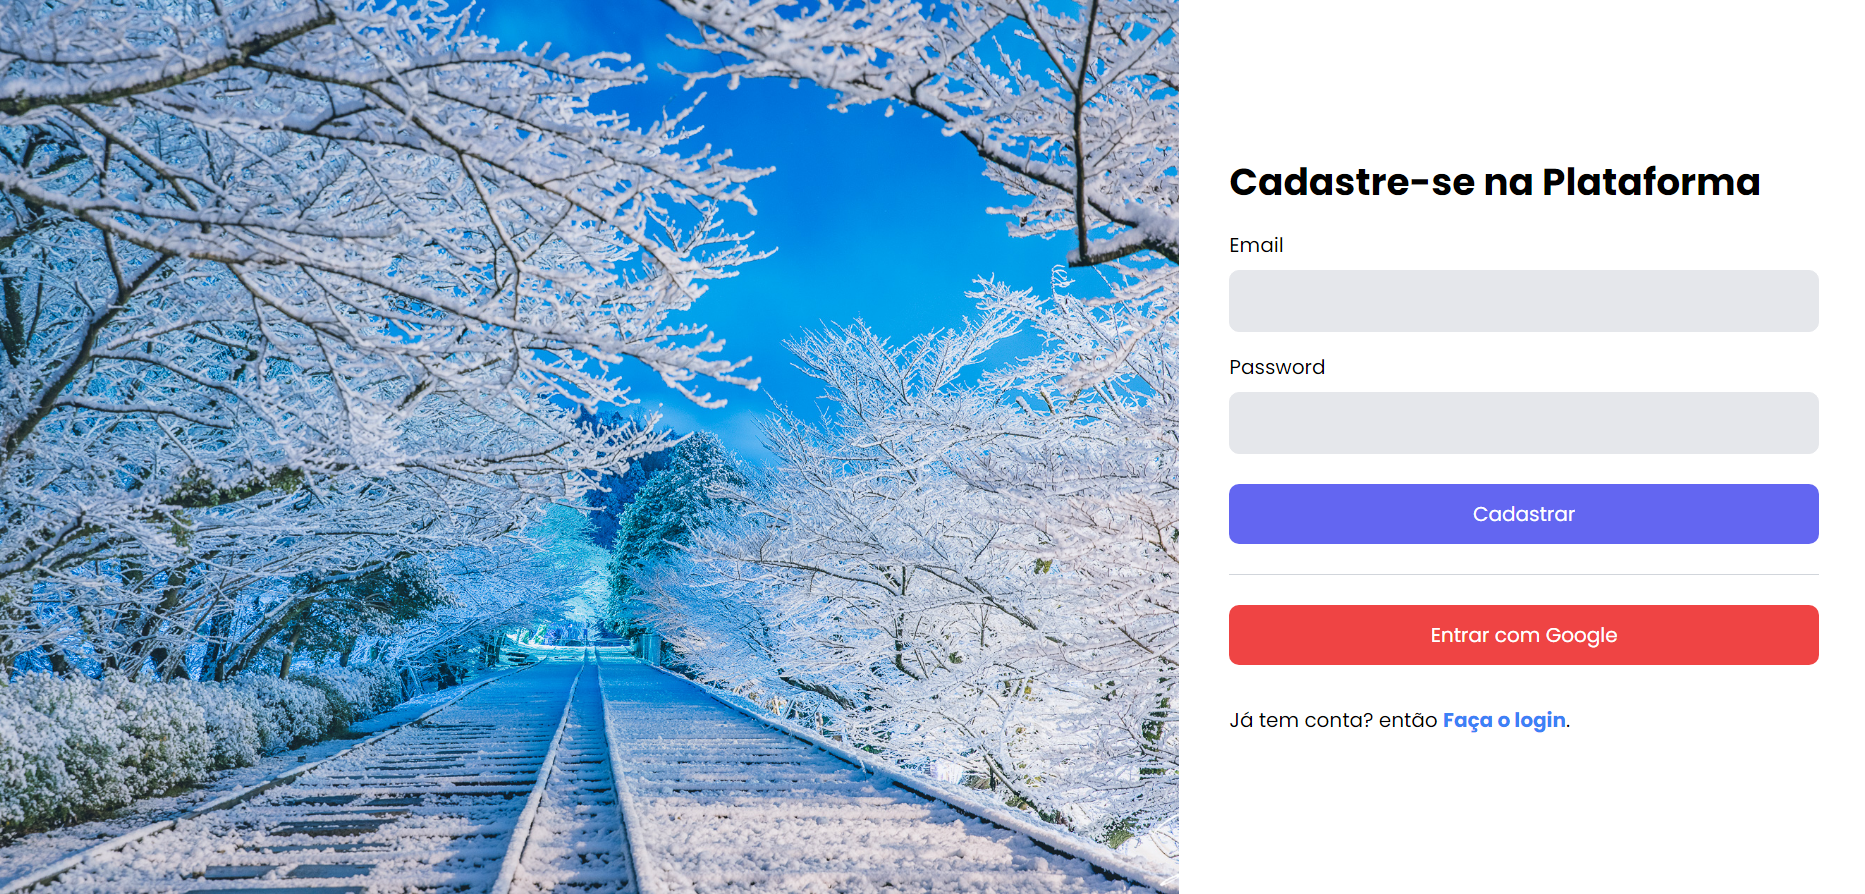 Cadastre-se na Plataforma
Email
Password
Cadastrar
Entrar com Google
Já tem conta? então Faça o login.